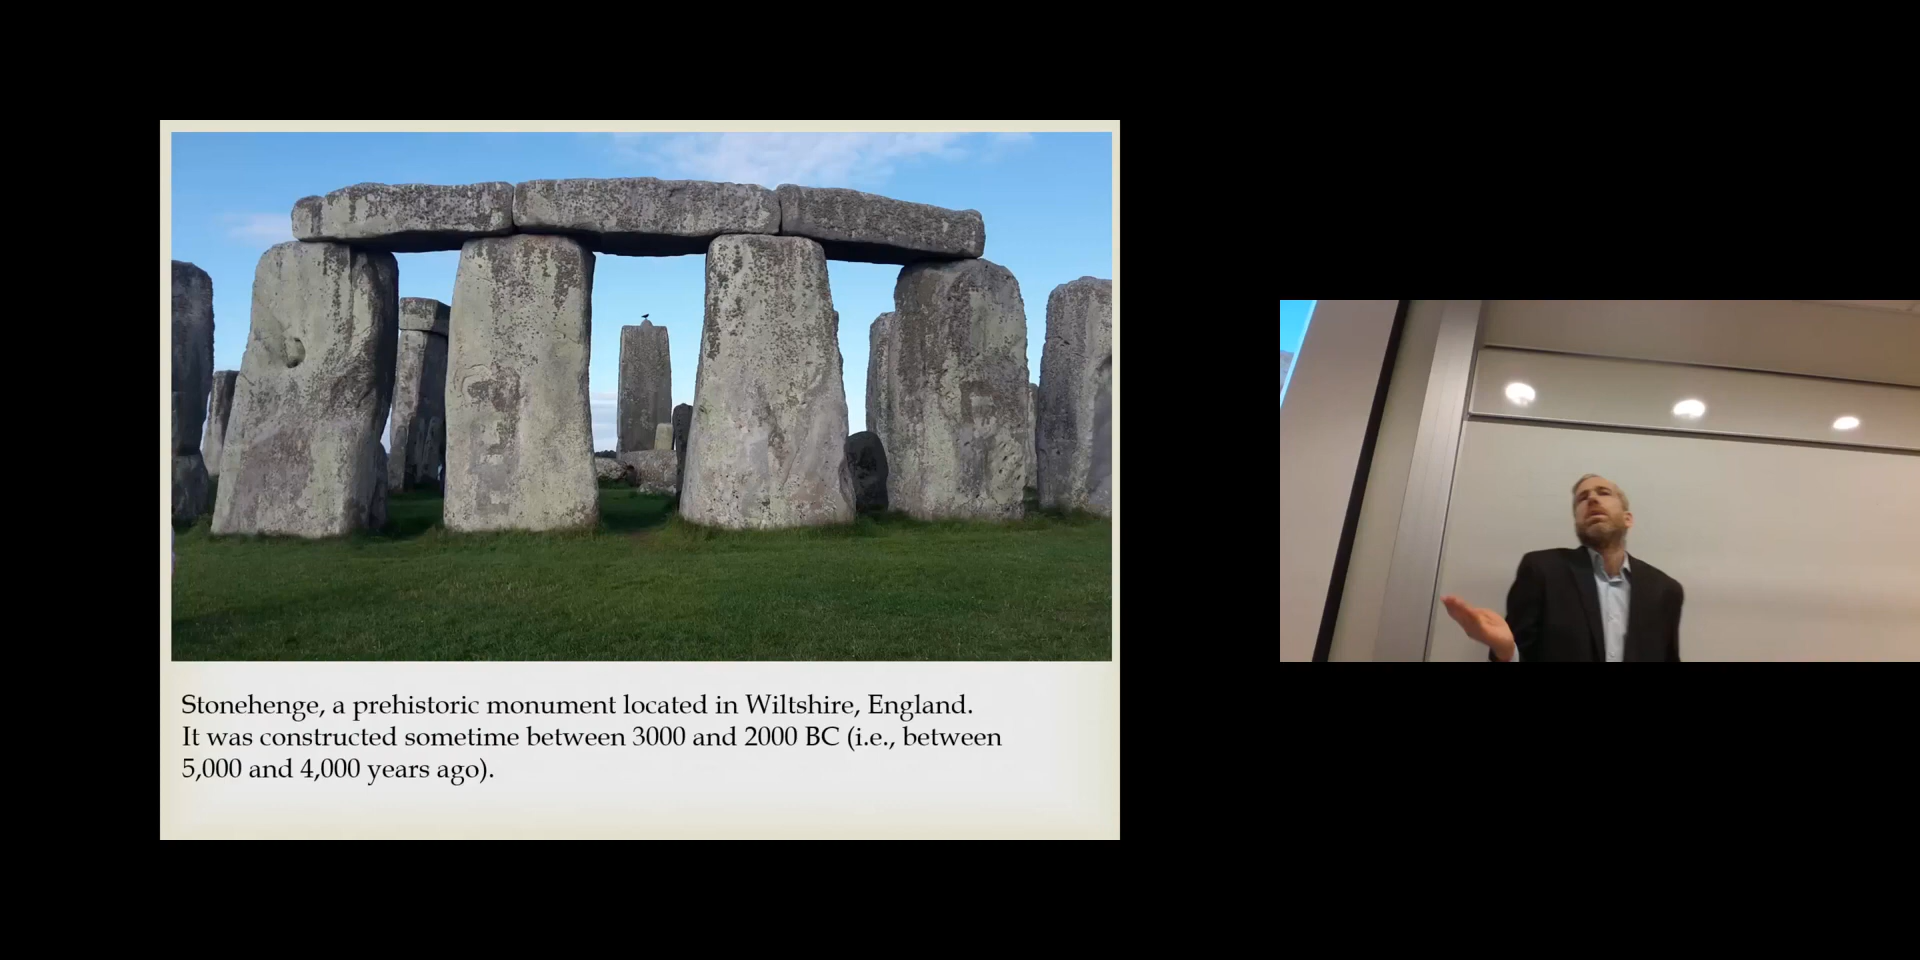 Stonehenge, a prehistoric monument located in Wiltshire, England.
It was constructed sometime between 3000 and 2000 BC (i.e., between
5,000 and 4,000 years ago).